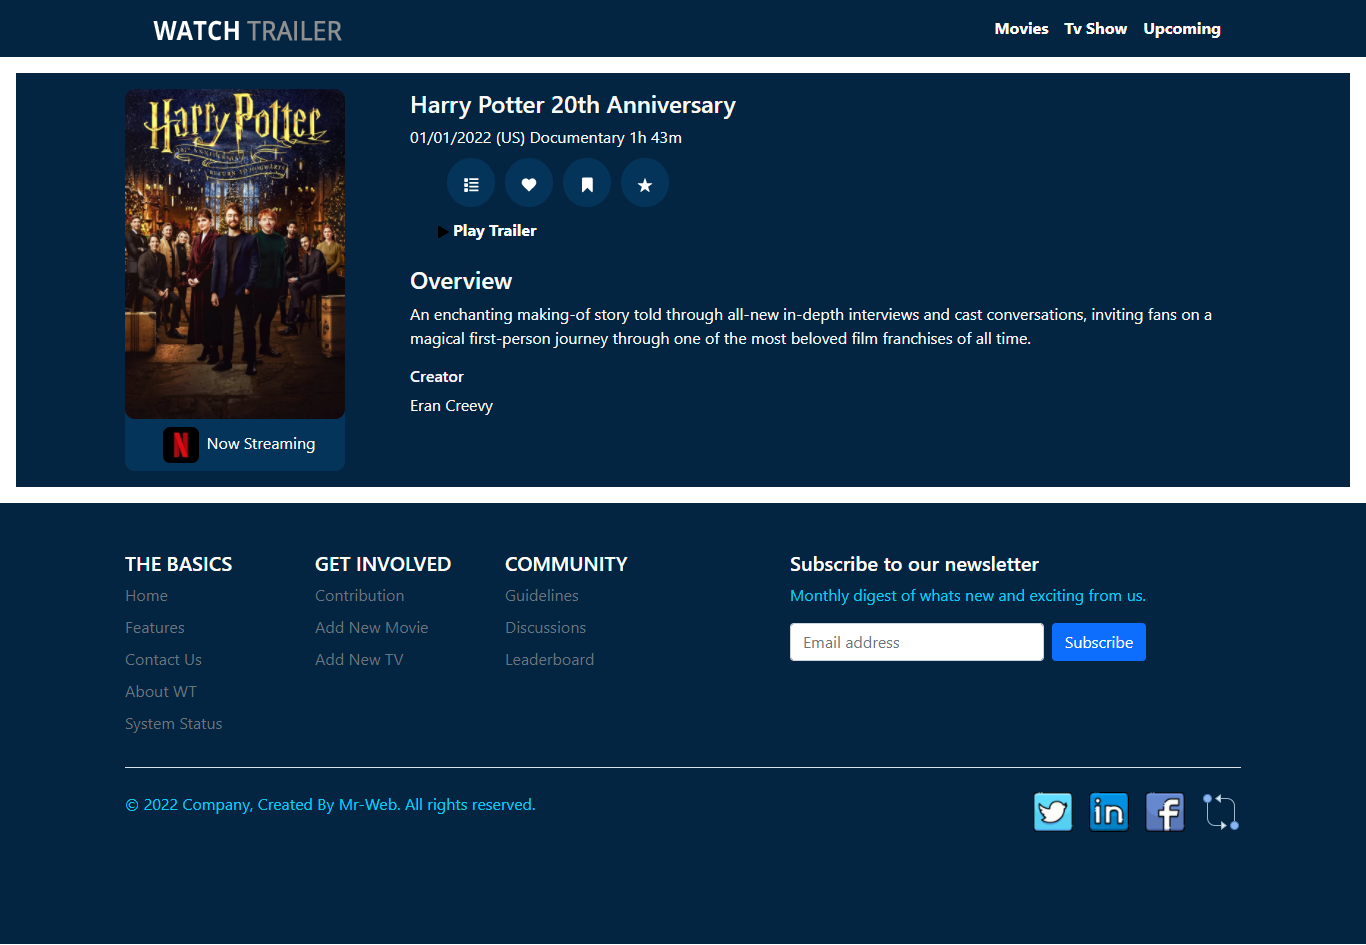 WATCH TRAILER
Movies Tv Show Upcoming
Harry Potter
RETURN TO HOGWARTS
N Now Streaming
Harry Potter 20th Anniversary
01/01/2022 (US) Documentary 1h 43m
Play Trailer
Overview
An enchanting making-of story told through all-new in-depth interviews and cast conversations, inviting fans on a
magical first-person journey through one of the most beloved film franchises of all time.
Creator
Eran Creevy
THE BASICS
Home
Features
Contact Us
About WT
System Status
GET INVOLVED
Contribution
Add New Movie
Add New TV
COMMUNITY
Guidelines
Discussions
Leaderboard
Subscribe to our newsletter
Monthly digest of whats new and exciting from us.
Email address Subscribe
© 2022 Company, Created By Mr-Web. All rights reserved.
in f